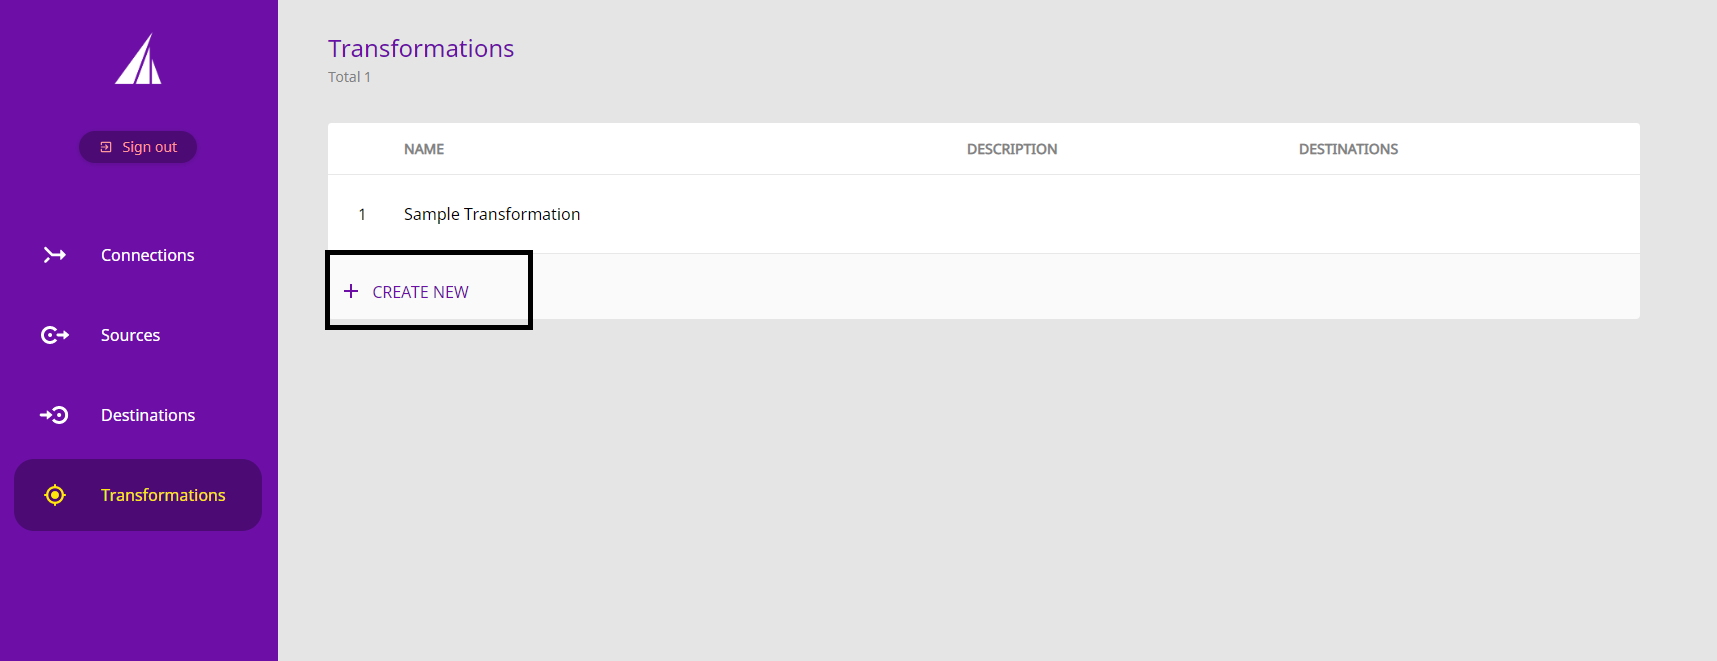 Sign out
Connections
Sources
Destinations
Transformations
Transformations
Total 1
NAME DESCRIPTION DESTINATIONS
1 Sample Transformation
+ CREATE NEW